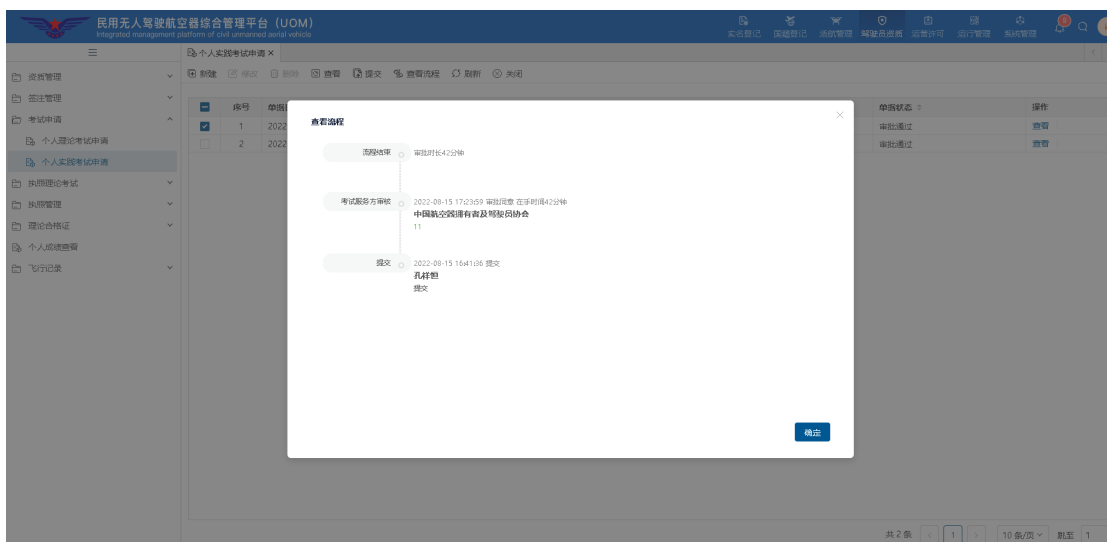 民用无人驾驶航空器综合管理平台（UOM）
Integrated management platform of civil unmanned aerial vehicle
实名登记 国籍登记 适航管理 驾驶员资质 运营许可 运行管理 系统管理
个人实践考试申请 ×
新建 修改 删除 查看 提交 查看流程 刷新 关闭
资质管理
签注管理
考试申请
个人理论考试申请
个人实践考试申请
执照理论考试
执照管理
理论合格证
个人成绩查看
飞行记录
序号 单据 单据状态 操作
1 2022 审批通过 查看
2 2022 审批通过 查看
查看流程
流程结束 审批时长42分钟
考试服务方审核 2022-08-15 17:23:59 审批同意 在手时间42分钟
中国航空器拥有者及驾驶员协会
11
提交 2022-08-15 16:41:36 提交
孔祥恒
提交
确定
共 2 条 < 1 > 10 条/页 跳至 1